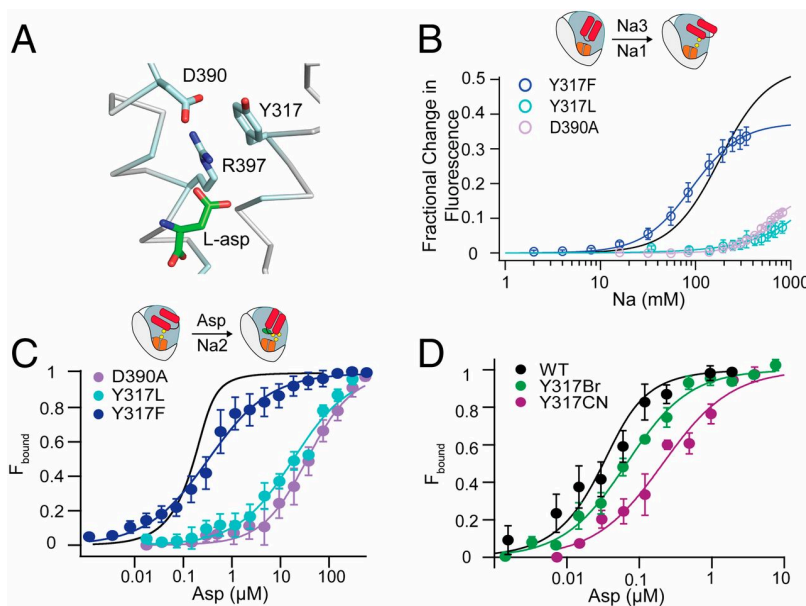 A
D390
Y317
R397
L-asp
B
Na3
Na1
Y317F
Y317L
D390A
Fractional Change in
Fluorescence
0.5
0.4
0.3
0.2
0.1
0
1
10
100
1000
Na (mM)
C
Asp
Na2
D390A
Y317L
Y317F
F bound
1
0.8
0.6
0.4
0.2
0
0.01
0.1
1
10
100
Asp (µM)
D
WT
Y317Br
Y317CN
F bound
1
0.8
0.6
0.4
0.2
0
0.01
0.1
1
10
Asp (µM)